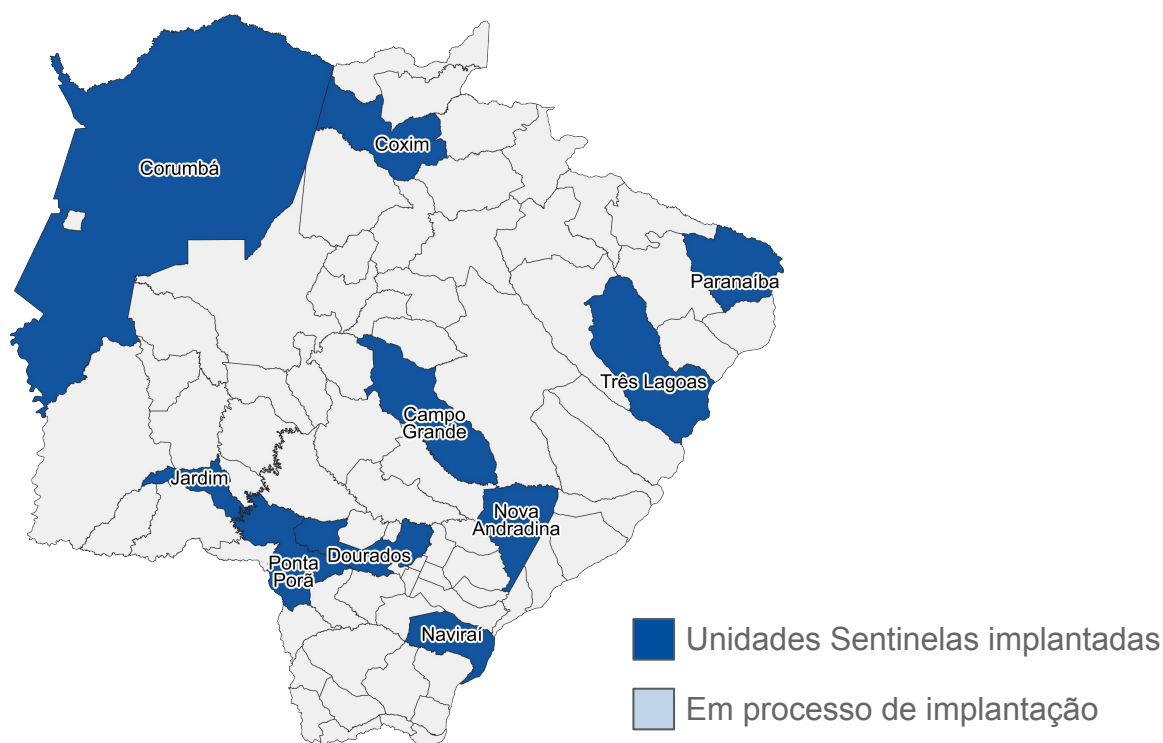 Coxim
Corumbá
Paranaíba
Três Lagoas
Campo
Grande
Jardim
Nova
Andradina
Ponta
Porã
Dourados
Naviraí
Unidades Sentinelas implantadas
Em processo de implantação